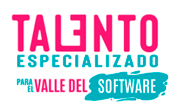 TALENTO
ESPECIALIZADO
PARA EL VALLE DEL SOFTWARE